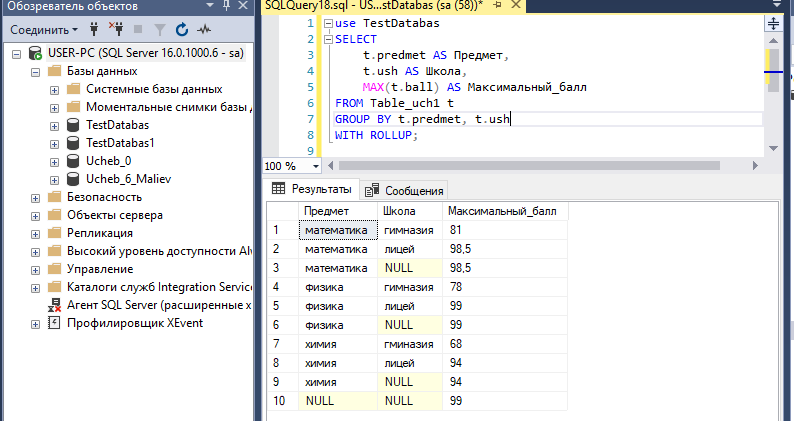 Обозреватель объектов
Соединить
USER-PC (SQL Server 16.0.1000.6 - sa)
Базы данных
Системные базы данных
Моментальные снимки базы д
TestDatabas
TestDatabas1
Ucheb_0
Ucheb_6_Maliev
Безопасность
Объекты сервера
Репликация
Высокий уровень доступности Alv
Управление
Каталоги служб Integration Service
Агент SQL Server (расширенные х
Профилировщик XEvent
SQLQuery18.sql - US...stDatabas (sa (58))*
1 use TestDatabas
2 SELECT
3 t.predmet AS Предмет,
4 t.ush AS Школа,
5 MAX(t.ball) AS Максимальный_балл
6 FROM Table_uch1 t
7 GROUP BY t.predmet, t.ush
8 WITH ROLLUP;
9
100 %
Результаты Сообщения
Предмет Школа Максимальный_балл
1 математика гимназия 81
2 математика лицей 98,5
3 математика NULL 98,5
4 физика гимназия 78
5 физика лицей 99
6 физика NULL 99
7 химия гминазия 68
8 химия лицей 94
9 химия NULL 94
10 NULL NULL 99